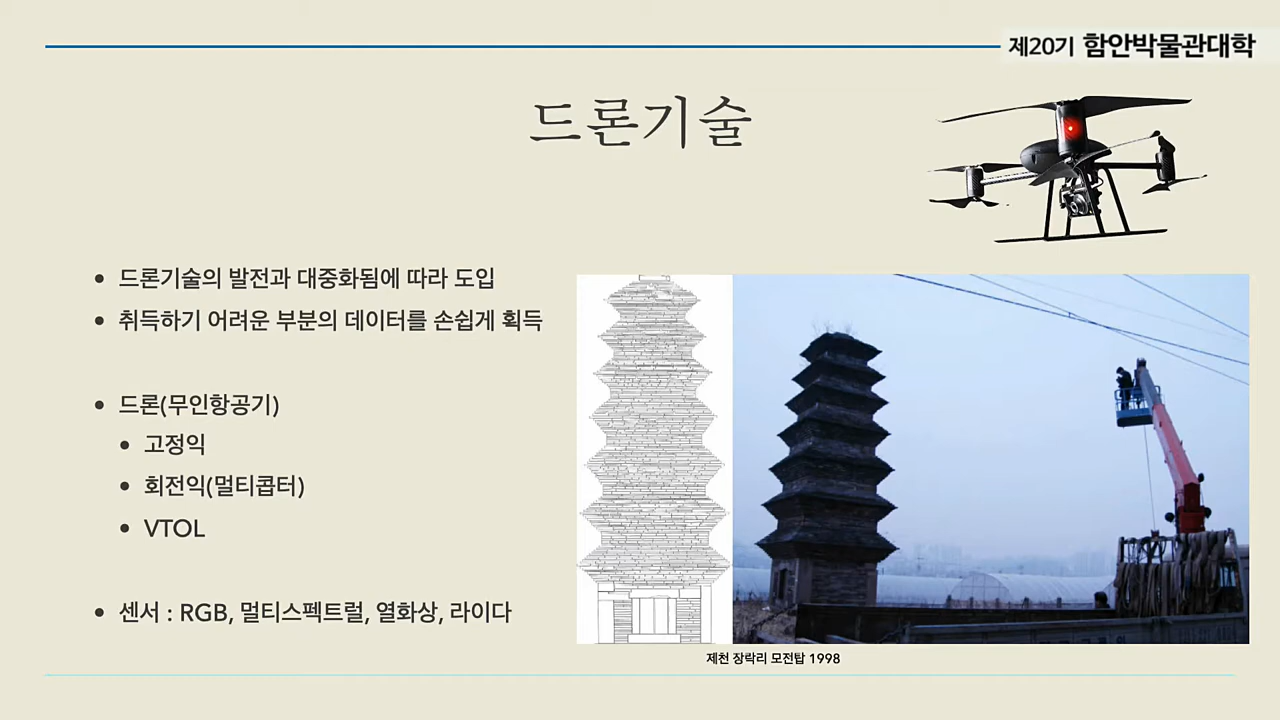 제20기 함안박물관대학
드론기술
드론기술의 발전과 대중화됨에 따라 도입
취득하기 어려운 부분의 데이터를 손쉽게 획득
드론(무인항공기)
고정익
회전익(멀티콥터)
VTOL
센서 : RGB, 멀티스펙트럴, 열화상, 라이다
제천 장락리 모전탑 1998